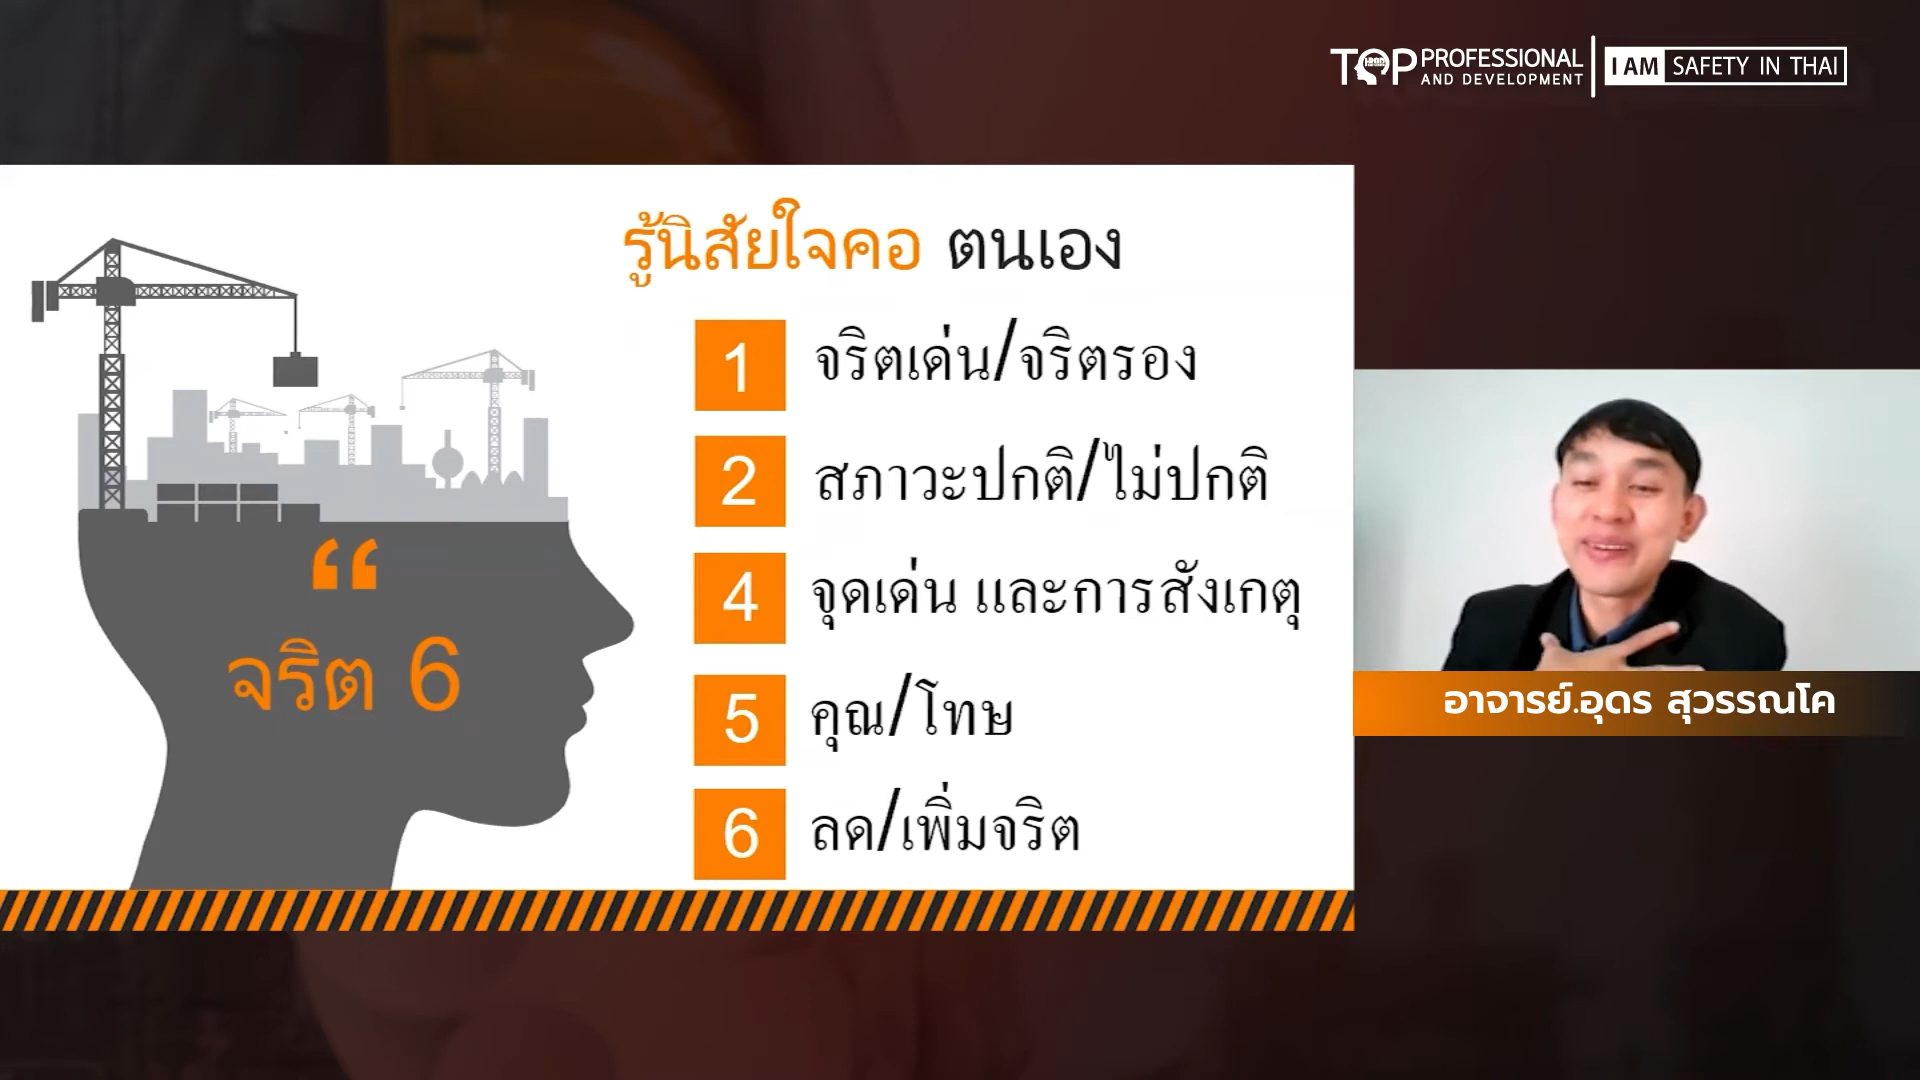 TOP PROFESSIONAL AND DEVELOPMENT
I AM SAFETY IN THAI
รู้นิสัยใจคอ ตนเอง
1 จริตเด่น/จริตรอง
2 สภาวะปกติ/ไม่ปกติ
4 จุดเด่น และการสังเกตุ
5 คุณ/โทษ
6 ลด/เพิ่มจริต
“
จริต 6
อาจารย์.อุดร สุวรรณโค